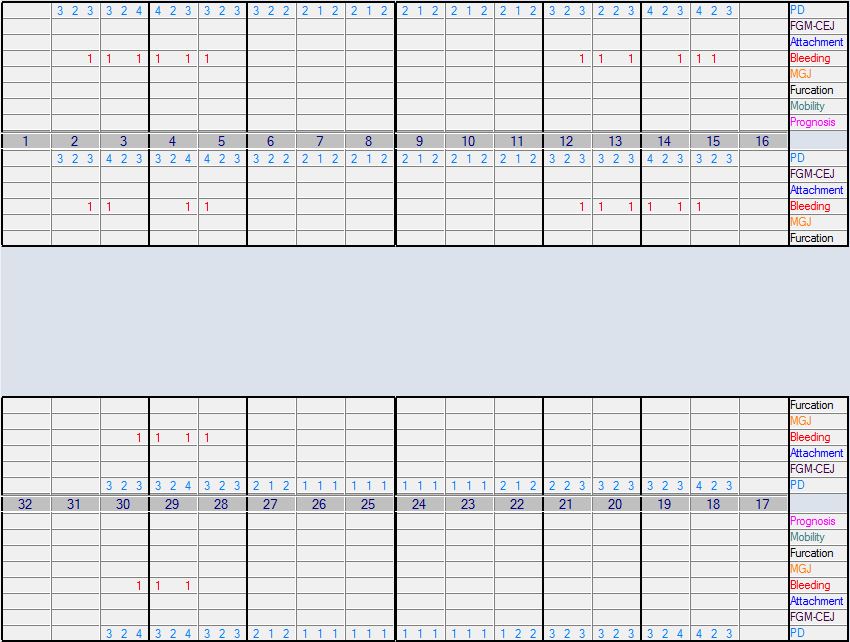 3 2 3 3 2 4 4 2 3 3 2 3 3 2 2 2 1 2 2 1 2 2 1 2 2 1 2 2 1 2 3 2 3 3 2 3 4 2 3 4 2 3 PD
FGM-CEJ
Attachment
1 1 1 1 1 1 1 1 1 1 1 1 Bleeding
MGJ
Furcation
Mobility
Prognosis
1 2 3 4 5 6 7 8 9 10 11 12 13 14 15 16
3 2 3 4 2 3 3 2 4 4 2 3 3 2 2 2 1 2 2 1 2 2 1 2 2 1 2 2 1 2 3 2 3 3 2 3 4 2 3 3 2 3 PD
FGM-CEJ
Attachment
1 1 1 1 1 1 1 1 1 1 Bleeding
MGJ
Furcation
Furcation
MGJ
1 1 1 1 Bleeding
Attachment
FGM-CEJ
3 2 3 3 2 4 3 2 3 2 1 2 1 1 1 1 1 1 1 1 1 1 1 1 2 2 2 2 2 3 3 2 3 3 2 3 4 2 3 PD
32 31 30 29 28 27 26 25 24 23 22 21 20 19 18 17
Prognosis
Mobility
Furcation
MGJ
1 1 1 Bleeding
Attachment
FGM-CEJ
3 2 4 3 2 4 3 2 3 2 1 2 1 1 1 1 1 1 1 1 1 1 1 1 1 2 2 3 2 3 3 2 3 3 2 3 3 2 3 PD